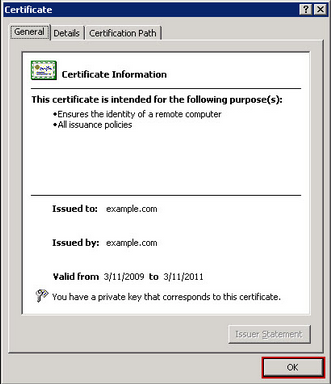 Certificate
General Details Certification Path
Certificate Information
This certificate is intended for the following purpose(s):
•Ensures the identity of a remote computer
•All issuance policies
Issued to: example.com
Issued by: example.com
Valid from 3/11/2009 to 3/11/2011
You have a private key that corresponds to this certificate.
Issuer Statement
OK